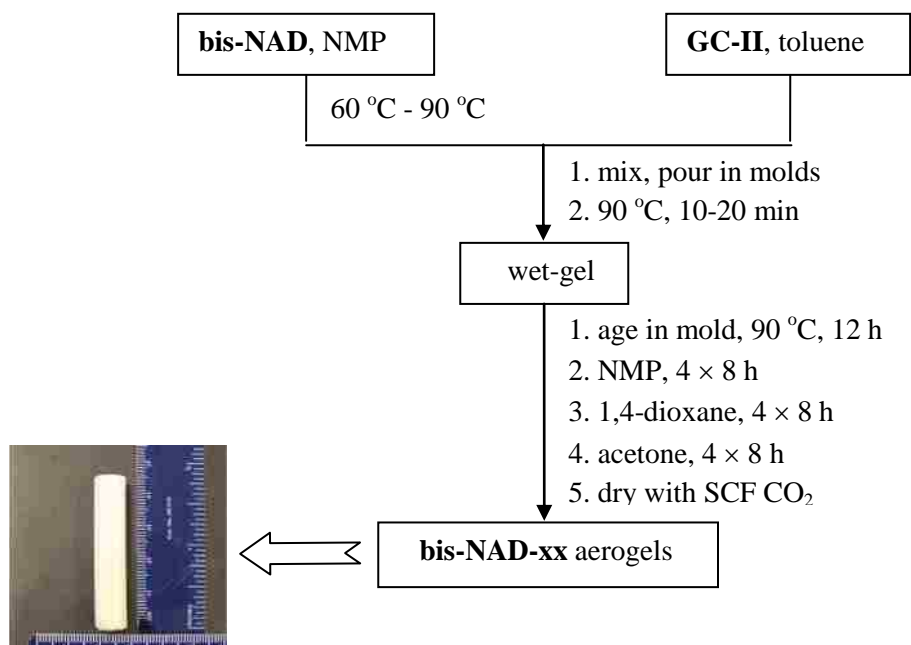 bis-NAD, NMP
GC-II, toluene
60 °C - 90 °C
1. mix, pour in molds
2. 90 °C, 10-20 min
wet-gel
1. age in mold, 90 °C, 12 h
2. NMP, 4 × 8 h
3. 1,4-dioxane, 4 × 8 h
4. acetone, 4 × 8 h
5. dry with SCF CO₂
bis-NAD-xx aerogels